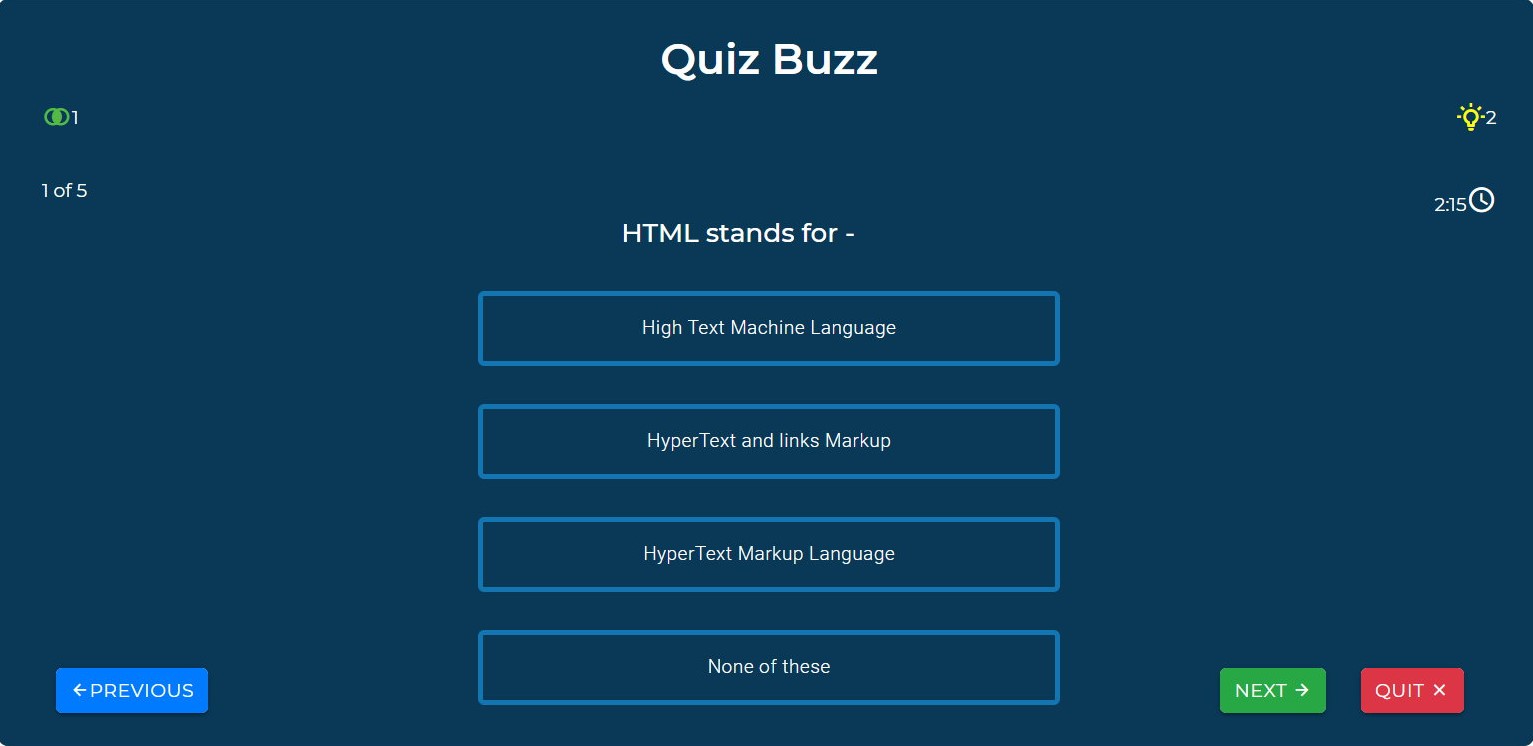 Quiz Buzz
1
2
1 of 5
2:15
HTML stands for -
High Text Machine Language
HyperText and links Markup
HyperText Markup Language
None of these
PREVIOUS
NEXT
QUIT